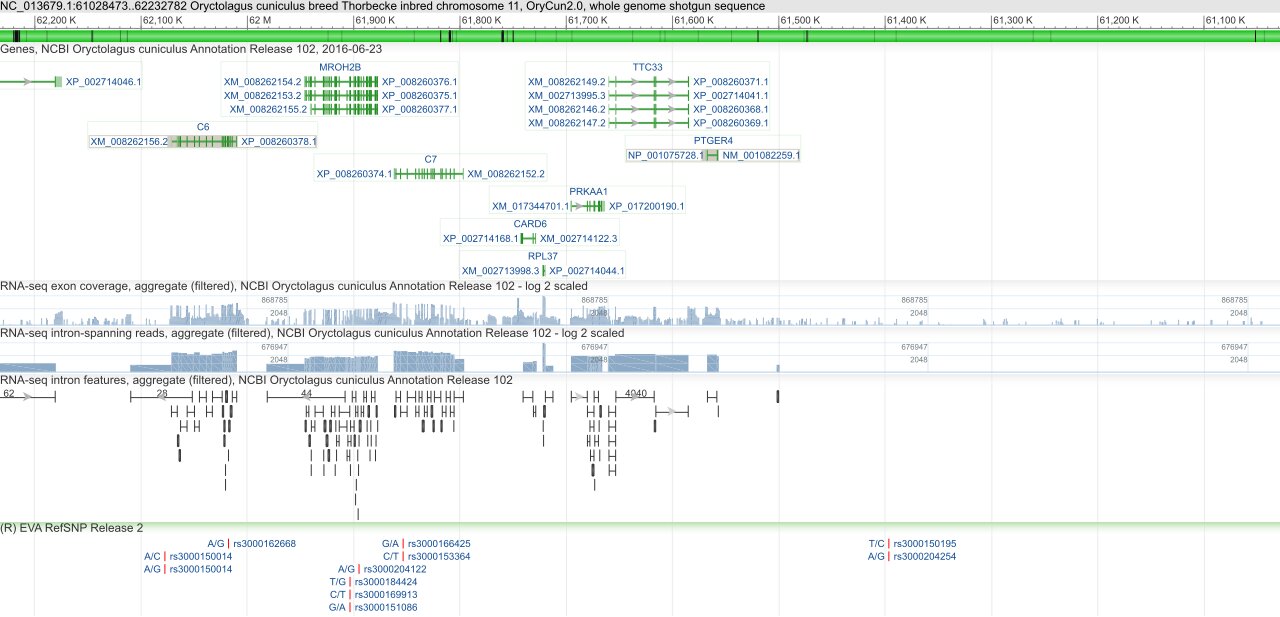 NC_013679.1:61028473..62232782 Oryctolagus cuniculus breed Thorbecke inbred chromosome 11, OryCun2.0, whole genome shotgun sequence
62,200 K 62,100 K 62 M 61,900 K 61,800 K 61,700 K 61,600 K 61,500 K 61,400 K 61,300 K 61,200 K 61,100 K
Genes, NCBI Oryctolagus cuniculus Annotation Release 102, 2016-06-23
MROH2B TTC33
XP_002714046.1 XM_008262154.2 XP_008260376.1 XM_008262149.2 XP_008260371.1
XM_008262153.2 XP_008260375.1 XM_002713995.3 XP_002714041.1
XM_008262155.2 XP_008260377.1 XM_008262146.2 XP_008260368.1
XM_008262147.2 XP_008260369.1
C6
XM_008262156.2 XP_008260378.1
PTGER4
NP_001075728.1 NM_001082259.1
C7
XP_008260374.1 XM_008262152.2
PRKAA1
XM_017344701.1 XP_017200190.1
CARD6
XP_002714168.1 XM_002714122.3
RPL37
XM_002713998.3 XP_002714044.1
RNA-seq exon coverage, aggregate (filtered), NCBI Oryctolagus cuniculus Annotation Release 102 - log 2 scaled
868785 868785 868785 868785
2048 2048 2048 2048
RNA-seq intron-spanning reads, aggregate (filtered), NCBI Oryctolagus cuniculus Annotation Release 102 - log 2 scaled
676947 676947 676947 676947
2048 2048 2048 2048
RNA-seq intron features, aggregate (filtered), NCBI Oryctolagus cuniculus Annotation Release 102
62 28 44 4040
(R) EVA RefSNP Release 2
A/G rs3000162668 G/A rs3000166425 T/C rs3000150195
A/C rs3000150014 C/T rs3000153364 A/G rs3000204254
A/G rs3000150014 A/G rs3000204122
T/G rs3000184424
C/T rs3000169913
G/A rs3000151086